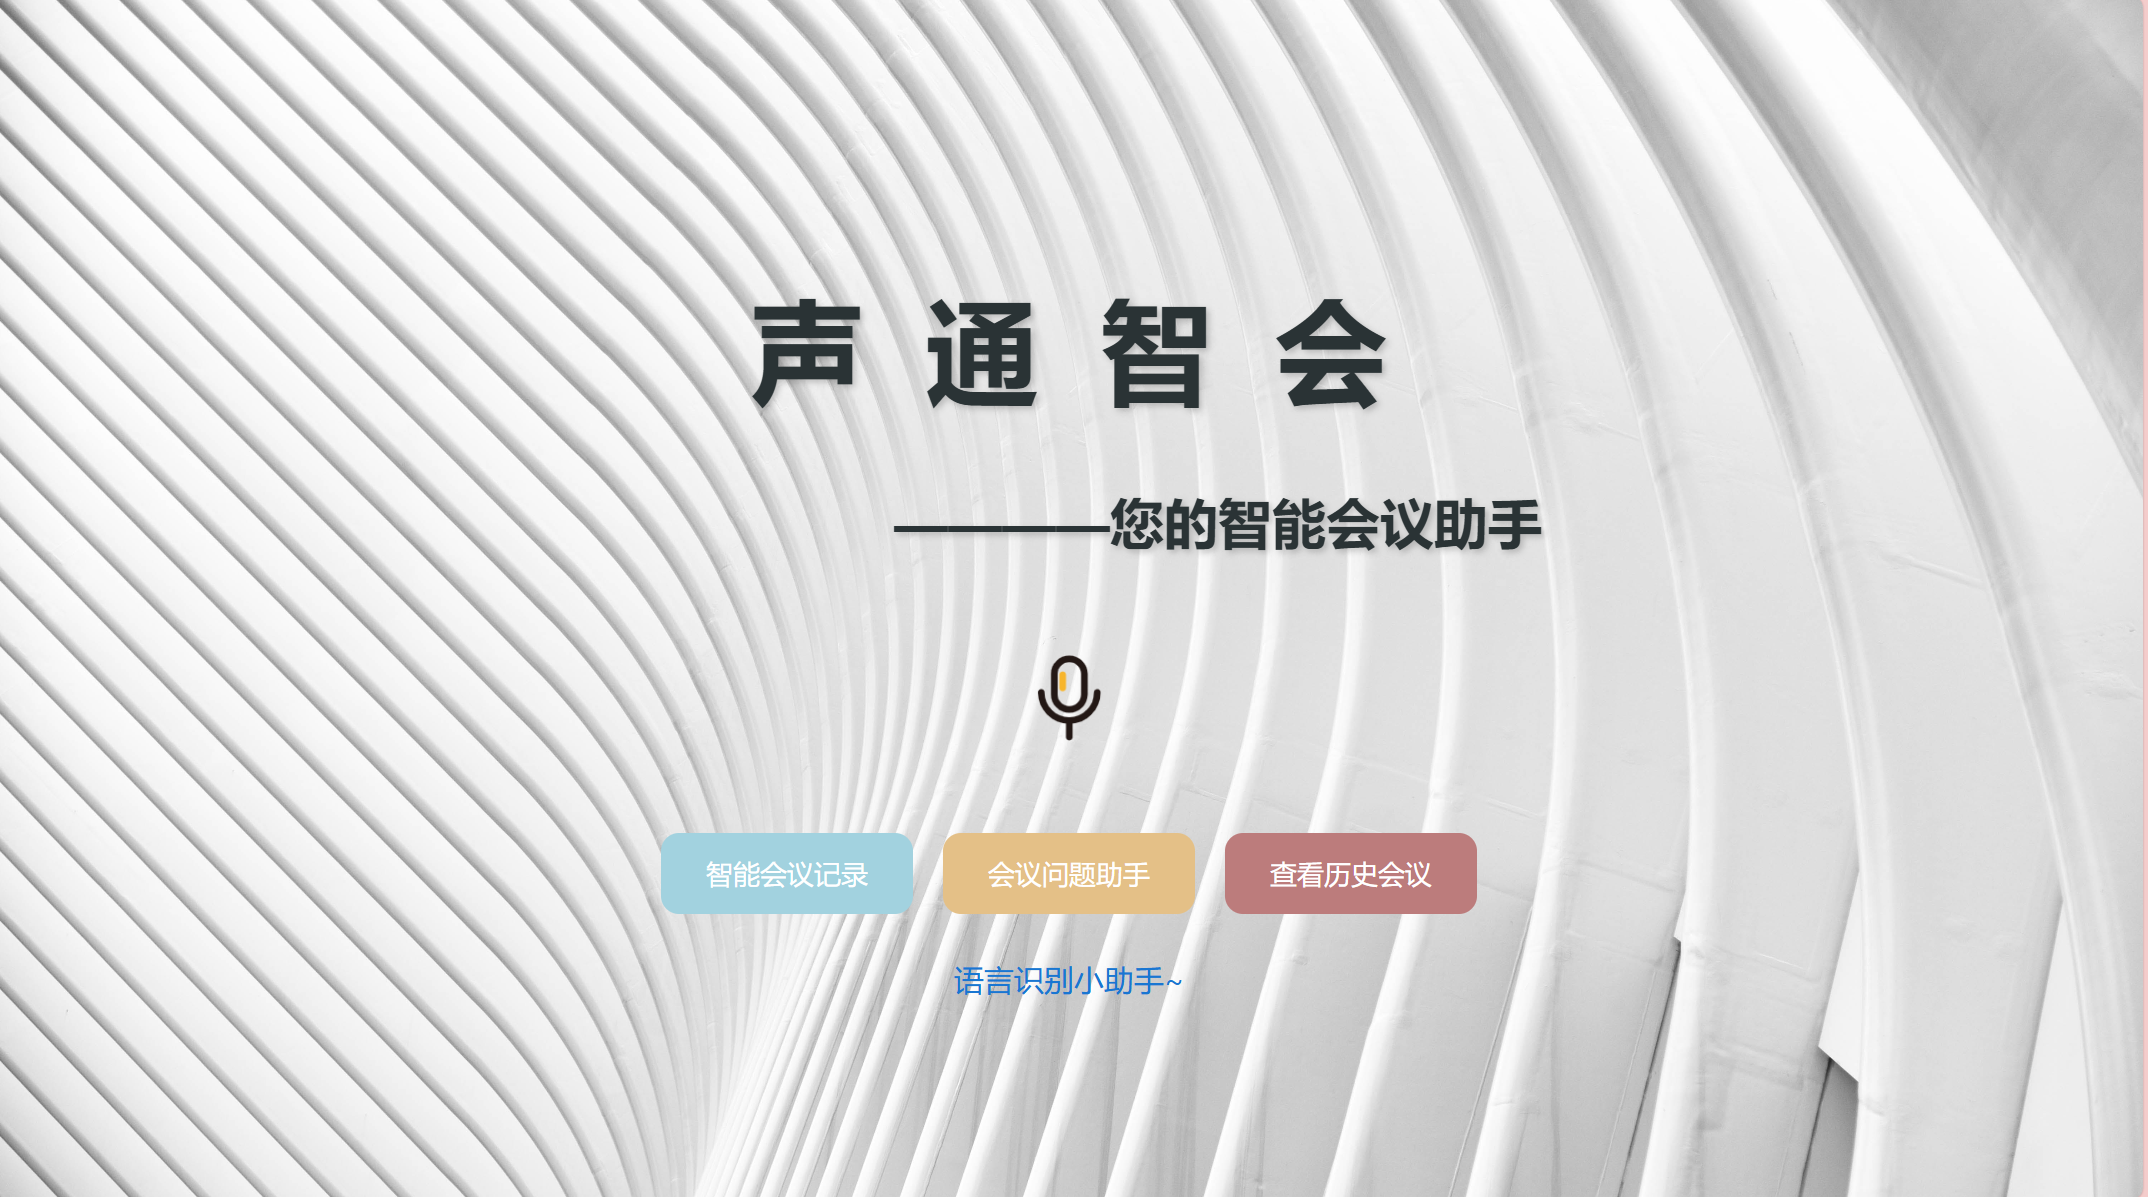 声通智会
————您的智能会议助手
智能会议记录
会议问题助手
查看历史会议
语言识别小助手~